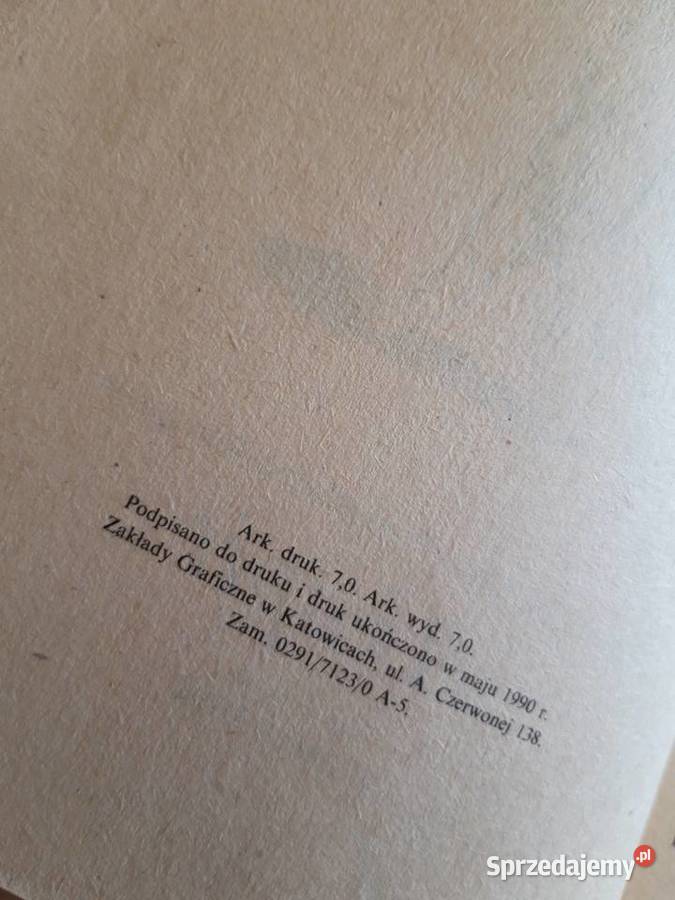 Ark. druk. 7,0. Ark. wyd. 7,0.
Podpisano do druku i druk ukończono w maju 1990 r.
Zakłady Graficzne w Katowicach, ul. A. Czerwonej 138.
Zam. 0291/7123/0 A-5.
Sprzedajemy.pl